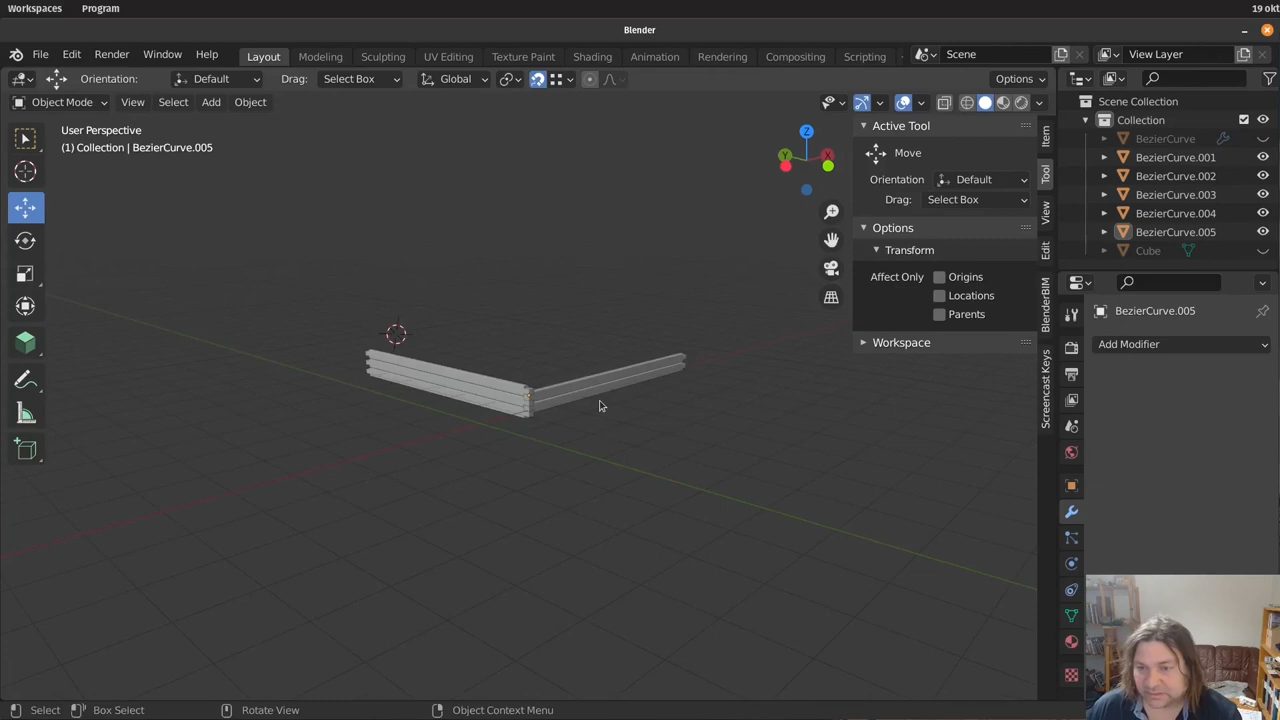 Workspaces Program 19 okt
Blender
File Edit Render Window Help Layout Modeling Sculpting UV Editing Texture Paint Shading Animation Rendering Compositing Scripting Scene View Layer
Orientation: Default Drag: Select Box Global Options
Object Mode View Select Add Object
User Perspective
(1) Collection | BezierCurve.005
Z
Y
X
Active Tool
Move
Orientation Default
Drag: Select Box
Options
Transform
Affect Only Origins
Locations
Parents
Workspace
Item
Tool
View
Edit
BlenderBIM
Screencast Keys
Scene Collection
Collection
BezierCurve
BezierCurve.001
BezierCurve.002
BezierCurve.003
BezierCurve.004
BezierCurve.005
Cube
BezierCurve.005
Add Modifier
Select Box Select Rotate View Object Context Menu